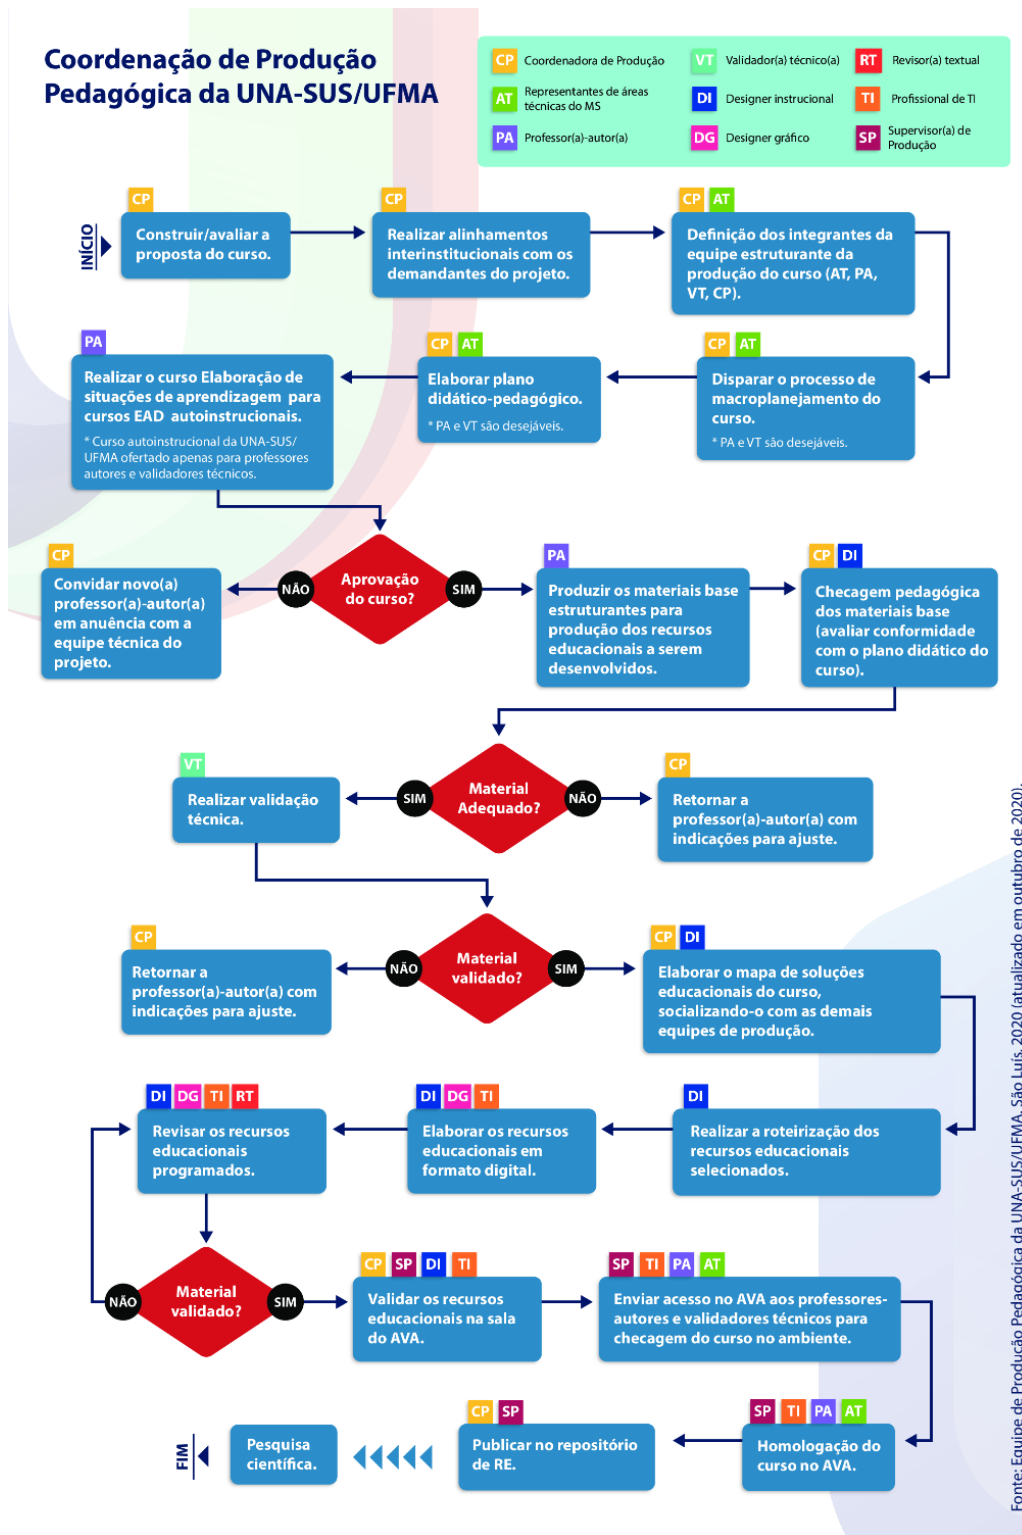 Coordenação de Produção
Pedagógica da UNA-SUS/UFMA
CP Coordenadora de Produção
AT Representantes de áreas
técnicas do MS
PA Professor(a)-autor(a)
VT Validador(a) técnico(a)
DI Designer instrucional
DG Designer gráfico
RT Revisor(a) textual
TI Profissional de TI
SP Supervisor(a) de
Produção
INÍCIO
CP
Construir/avaliar a
proposta do curso.
CP
Realizar alinhamentos
interinstitucionais com os
demandantes do projeto.
CP AT
Definição dos integrantes da
equipe estruturante da
produção do curso (AT, PA,
VT, CP).
CP AT
Disparar o processo de
macroplanejamento do
curso.
* PA e VT são desejáveis.
CP AT
Elaborar plano
didático-pedagógico.
* PA e VT são desejáveis.
PA
Realizar o curso Elaboração de
situações de aprendizagem para
cursos EAD autoinstrucionais.
* Curso autoinstrucional da UNA-SUS/
UFMA ofertado apenas para professores
autores e validadores técnicos.
Aprovação
do curso?
NÃO
SIM
CP
Convidar novo(a)
professor(a)-autor(a)
em anuência com a
equipe técnica do
projeto.
PA
Produzir os materiais base
estruturantes para
produção dos recursos
educacionais a serem
desenvolvidos.
CP DI
Checagem pedagógica
dos materiais base
(avaliar conformidade
com o plano didático do
curso).
Material
Adequado?
SIM
NÃO
VT
Realizar validação
técnica.
CP
Retornar a
professor(a)-autor(a) com
indicações para ajuste.
Material
validado?
NÃO
SIM
CP
Retornar a
professor(a)-autor(a) com
indicações para ajuste.
CP DI
Elaborar o mapa de soluções
educacionais do curso,
socializando-o com as demais
equipes de produção.
DI
Realizar a roteirização dos
recursos educacionais
selecionados.
DI DG TI
Elaborar os recursos
educacionais em
formato digital.
DI DG TI RT
Revisar os recursos
educacionais
programados.
Material
validado?
NÃO
SIM
CP SP DI TI
Validar os recursos
educacionais na sala
do AVA.
SP TI PA AT
Enviar acesso no AVA aos professores-
autores e validadores técnicos para
checagem do curso no ambiente.
SP TI PA AT
Homologação do
curso no AVA.
CP SP
Publicar no repositório
de RE.
Pesquisa
científica.
FIM
Fonte: Equipe de Produção Pedagógica da UNA-SUS/UFMA. São Luís, 2020 (atualizado em outubro de 2020).